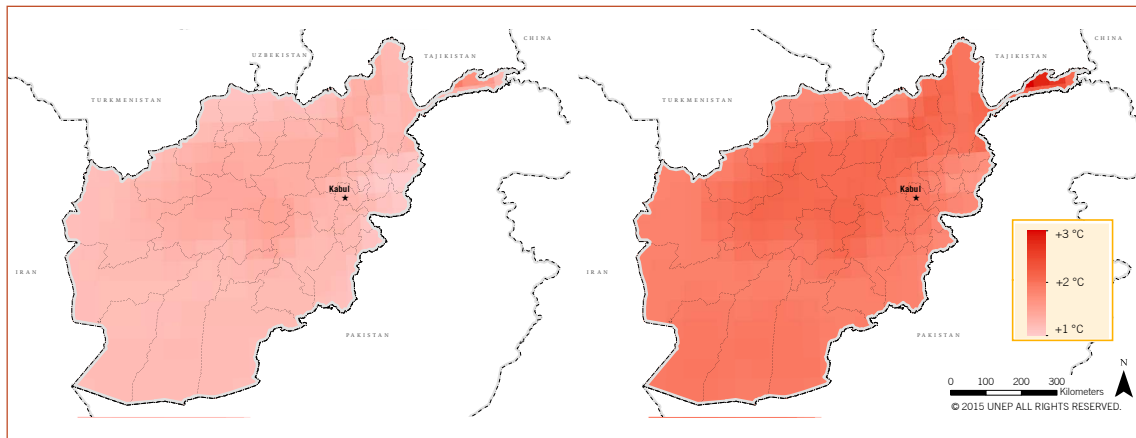 CHINA
UZBEKISTAN
TAJIKISTAN
TURKMENISTAN
Kabul
IRAN
PAKISTAN
CHINA
UZBEKISTAN
TAJIKISTAN
TURKMENISTAN
Kabul
IRAN
PAKISTAN
+3 °C
+2 °C
+1 °C
N
0 100 200 300
Kilometers
© 2015 UNEP ALL RIGHTS RESERVED.